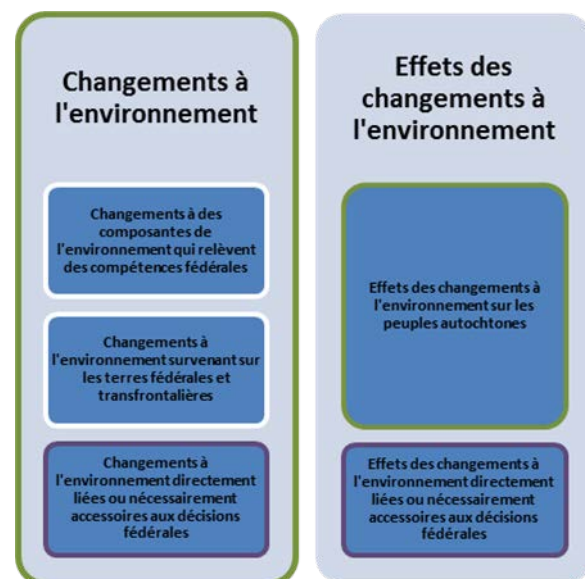 Changements à
l'environnement
Changements à des
composantes de
l'environnement qui relèvent
des compétences fédérales
Changements à
l'environnement survenant sur
les terres fédérales et
transfrontalières
Changements à
l'environnement directement
liées ou nécessairement
accessoires aux décisions
fédérales
Effets des
changements à
l'environnement
Effets des changements à
l'environnement sur les
peuples autochtones
Effets des changements à
l'environnement directement
liées ou nécessairement
accessoires aux décisions
fédérales